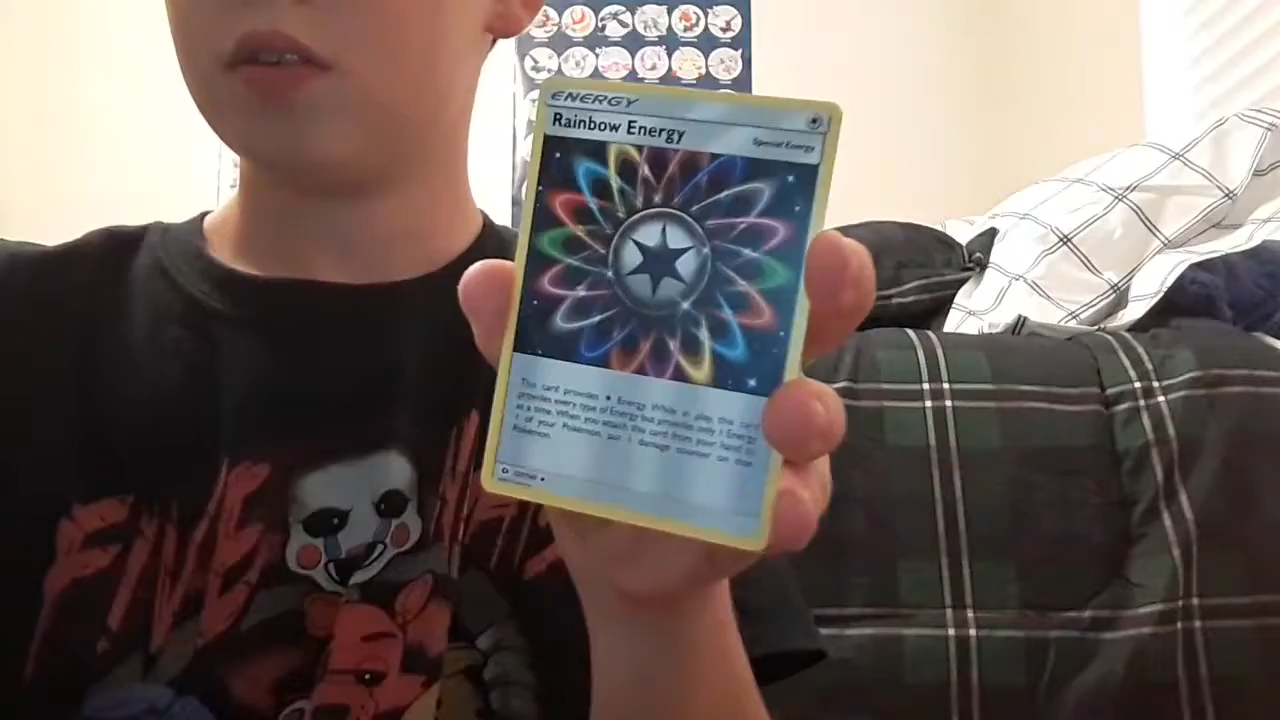 ENERGY
Rainbow Energy
Special Energy
This card provides Energy. While in play, this card
provides every type of Energy but provides only 1 Energy
at a time. When you attach this card from your hand to
1 of your Pokémon, put 1 damage counter on that
Pokémon.
FIVE